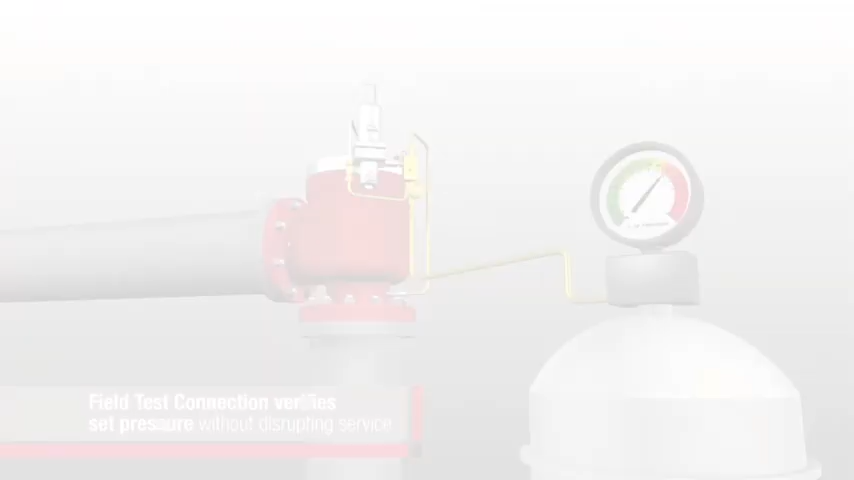 Field Test Connection verifies
set pressure without disrupting service